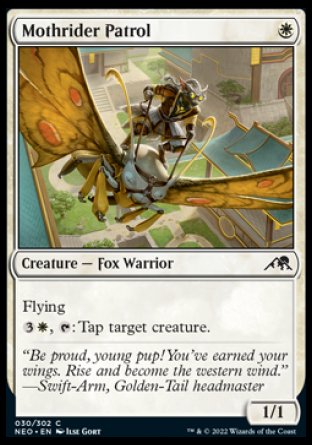 Mothrider Patrol
Creature — Fox Warrior
Flying
3, : Tap target creature.
"Be proud, young pup! You've earned your
wings. Rise and become the western wind."
—Swift-Arm, Golden-Tail headmaster
1/1
030/302 C
NEO • EN Ilse Gort
™ & © 2022 Wizards of the Coast